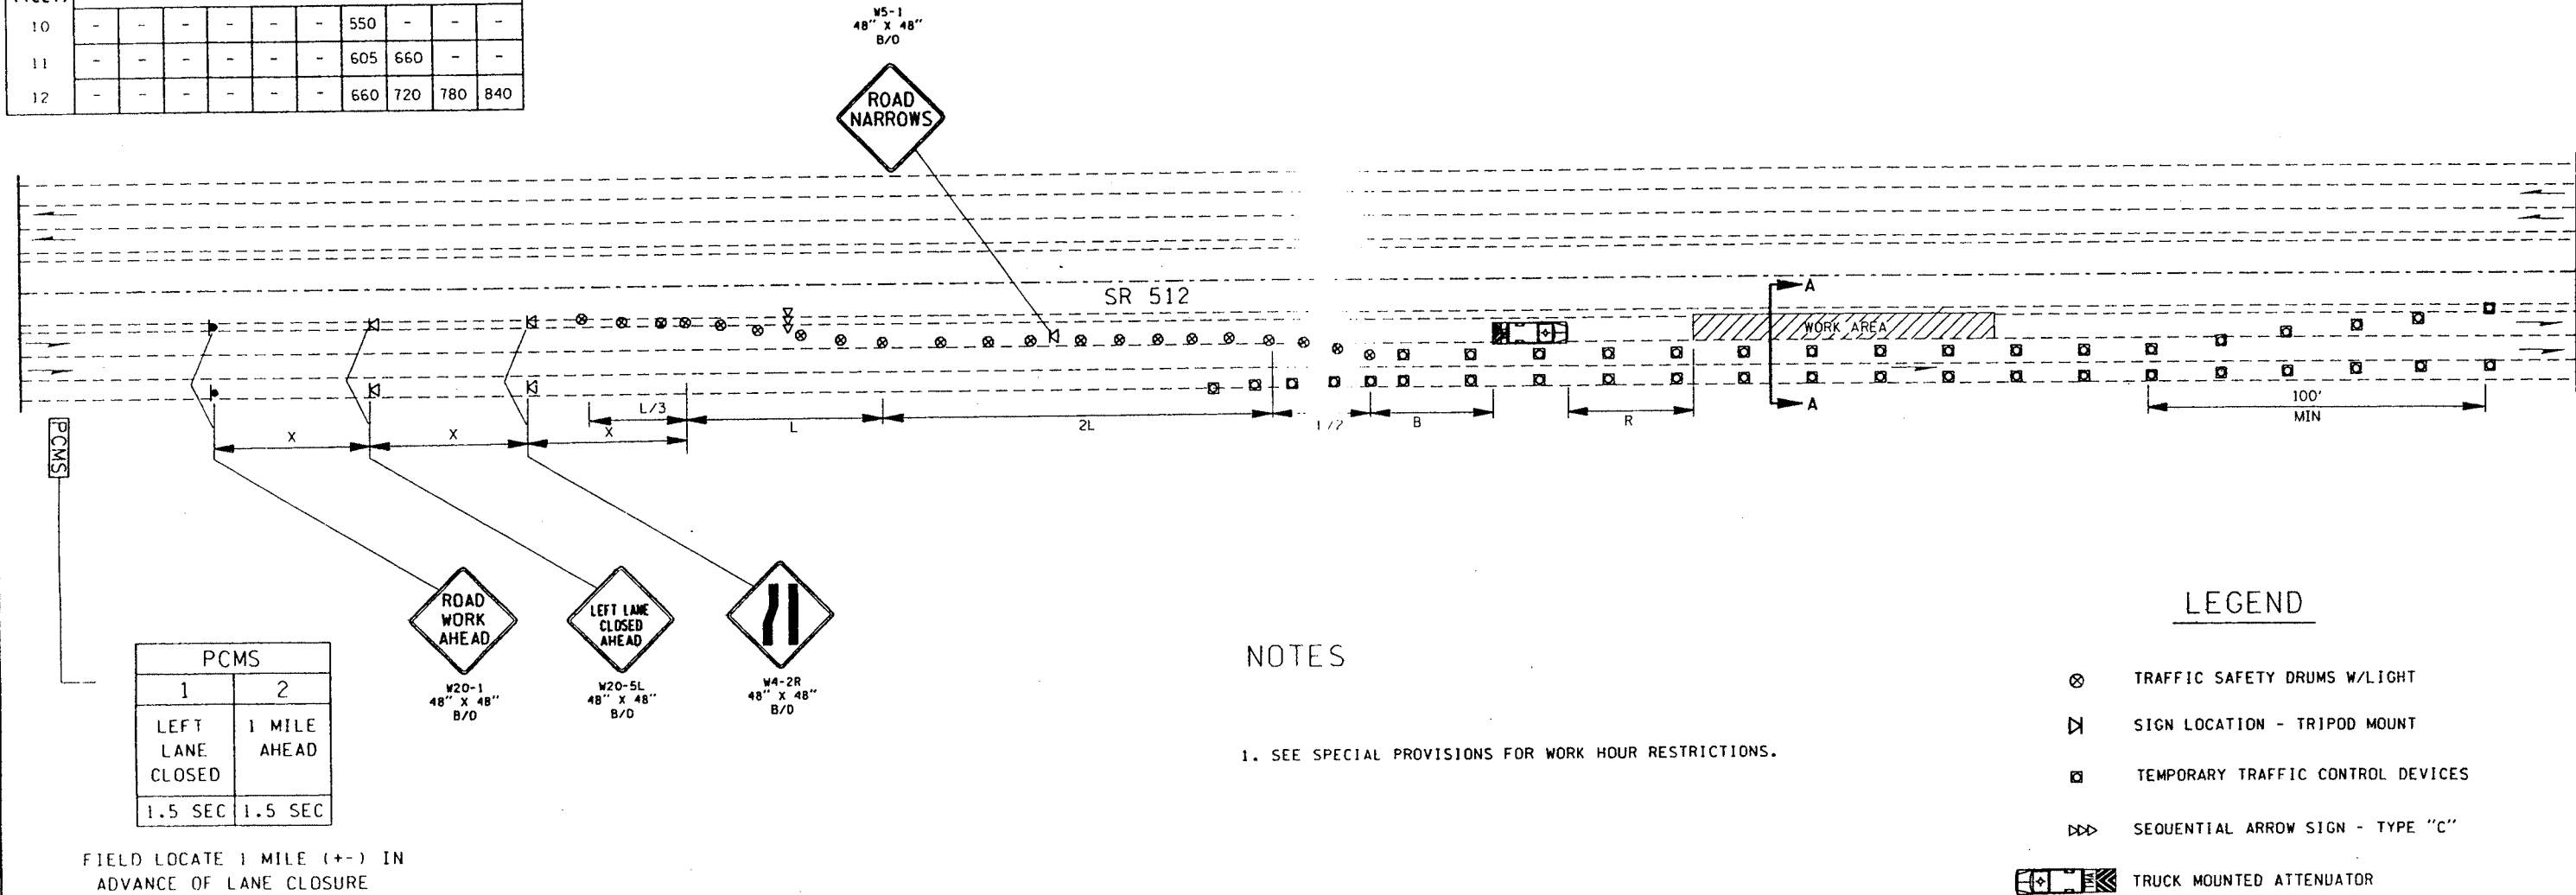 10 - - - - - - 550 - - -
11 - - - - - - 605 660 - -
12 - - - - - - 660 720 780 840
W5-1
48" X 48"
B/O
ROAD
NARROWS
SR 512
A
WORK AREA
A
L/3
L
2L
B
R
100'
MIN
X
X
X
PCMS
ROAD
WORK
AHEAD
W20-1
48" X 48"
B/O
LEFT LANE
CLOSED
AHEAD
W20-5L
48" X 48"
B/O
W4-2R
48" X 48"
B/O
PCMS
1 2
LEFT 1 MILE
LANE AHEAD
CLOSED
1.5 SEC 1.5 SEC
FIELD LOCATE 1 MILE (+-) IN
ADVANCE OF LANE CLOSURE
NOTES
1. SEE SPECIAL PROVISIONS FOR WORK HOUR RESTRICTIONS.
LEGEND
TRAFFIC SAFETY DRUMS W/LIGHT
SIGN LOCATION - TRIPOD MOUNT
TEMPORARY TRAFFIC CONTROL DEVICES
SEQUENTIAL ARROW SIGN - TYPE "C"
TRUCK MOUNTED ATTENUATOR